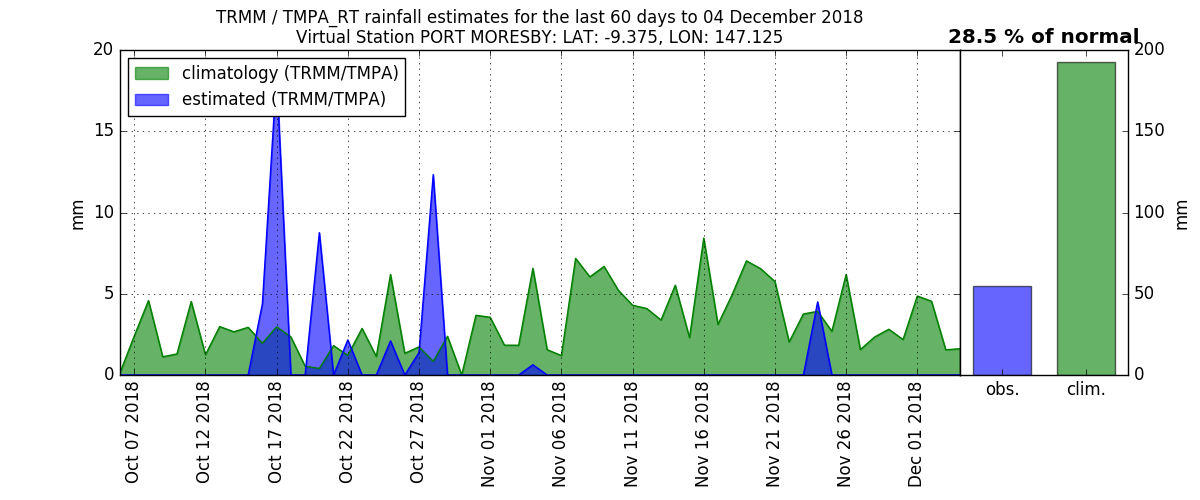 TRMM / TMPA_RT rainfall estimates for the last 60 days to 04 December 2018
Virtual Station PORT MORESBY: LAT: -9.375, LON: 147.125
28.5 % of normal
climatology (TRMM/TMPA)
estimated (TRMM/TMPA)
20
15
10
5
0
mm
200
150
100
50
0
mm
Oct 07 2018
Oct 12 2018
Oct 17 2018
Oct 22 2018
Oct 27 2018
Nov 01 2018
Nov 06 2018
Nov 11 2018
Nov 16 2018
Nov 21 2018
Nov 26 2018
Dec 01 2018
obs.
clim.